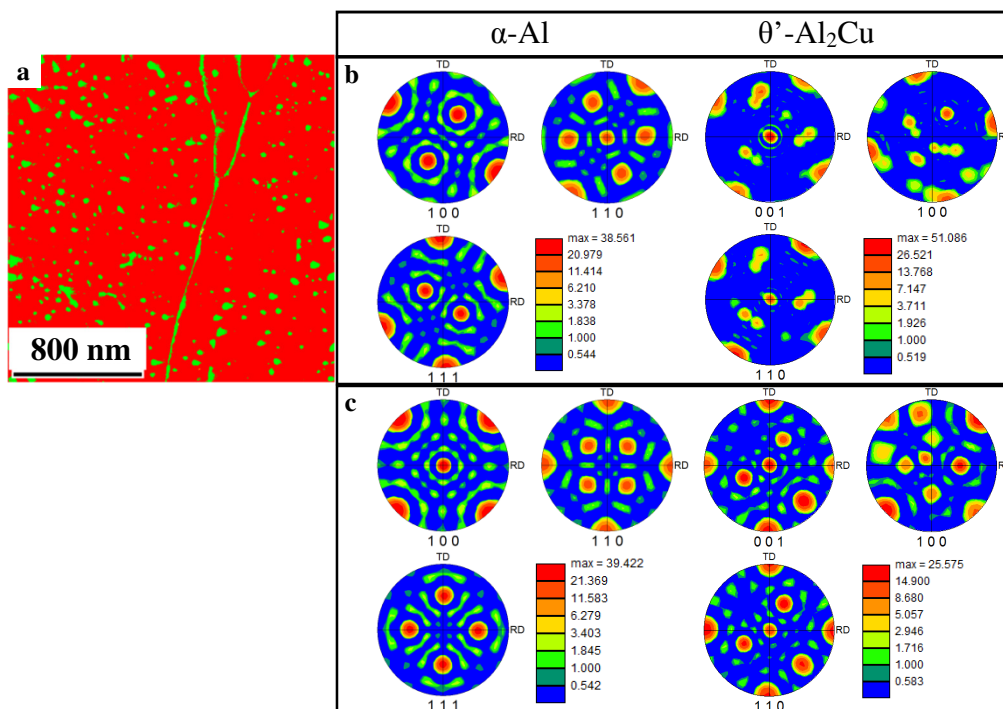 α-Al θ’-Al₂Cu
a
800 nm
b
TD TD TD TD
RD RD RD R
1 0 0 1 1 0 0 0 1 1 0 0
TD TD
RD RD
1 1 1 1 1 0
max = 38.561
20.979
11.414
6.210
3.378
1.838
1.000
0.544
max = 51.086
26.521
13.768
7.147
3.711
1.926
1.000
0.519
c
TD TD TD TD
RD RD RD R
1 0 0 1 1 0 0 0 1 1 0 0
TD TD
RD RD
1 1 1 1 1 0
max = 39.422
21.369
11.583
6.279
3.403
1.845
1.000
0.542
max = 25.575
14.900
8.680
5.057
2.946
1.716
1.000
0.583